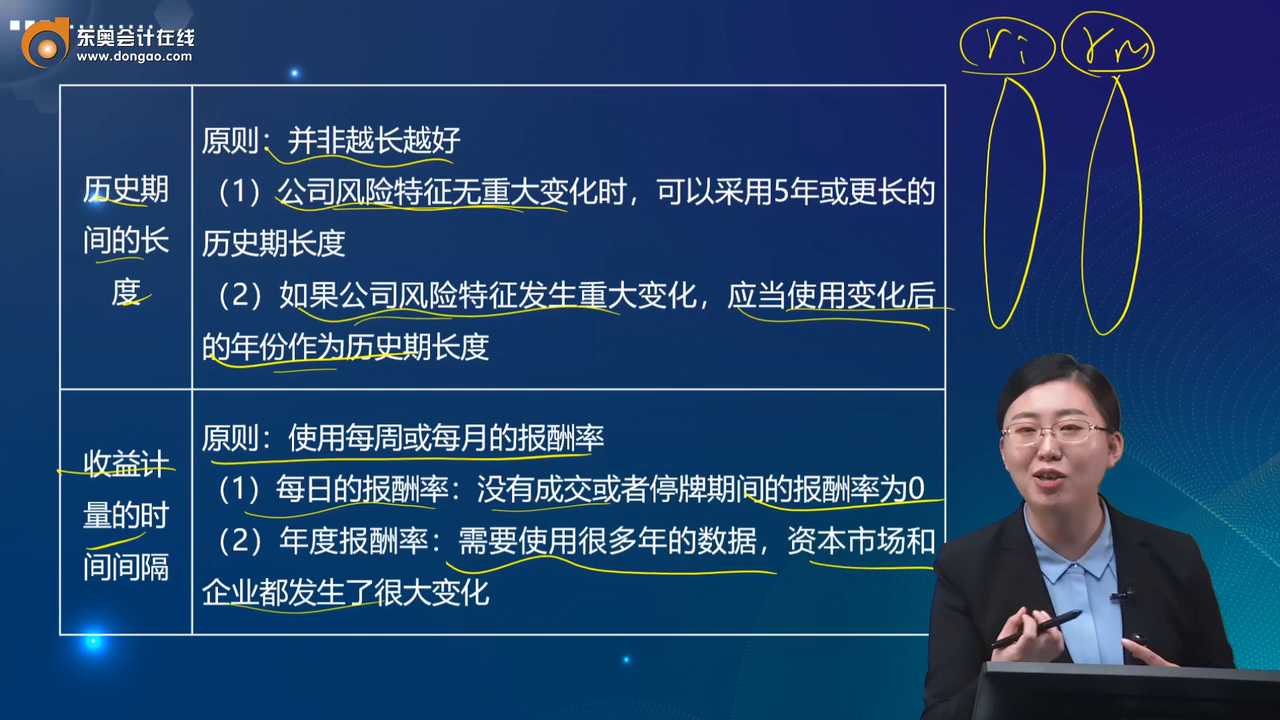 东奥会计在线
www.dongao.com
ri rm
历史期
间的长
度
原则：并非越长越好
（1）公司风险特征无重大变化时，可以采用5年或更长的
历史期长度
（2）如果公司风险特征发生重大变化，应当使用变化后
的年份作为历史期长度
收益计
量的时
间间隔
原则：使用每周或每月的报酬率
（1）每日的报酬率：没有成交或者停牌期间的报酬率为0
（2）年度报酬率：需要使用很多年的数据，资本市场和
企业都发生了很大变化